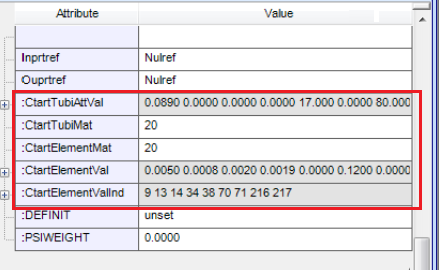 Attribute Value
Inprtref Nulref
Ouprtref Nulref
:CtartTubiAttVal 0.0890 0.0000 0.0000 0.0000 17.000 0.0000 80.000
:CtartTubiMat 20
:CtartElementMat 20
:CtartElementVal 0.0050 0.0008 0.0020 0.0019 0.0000 0.1200 0.0000
:CtartElementValInd 9 13 14 34 38 70 71 216 217
:DEFINIT unset
:PSIWEIGHT 0.0000